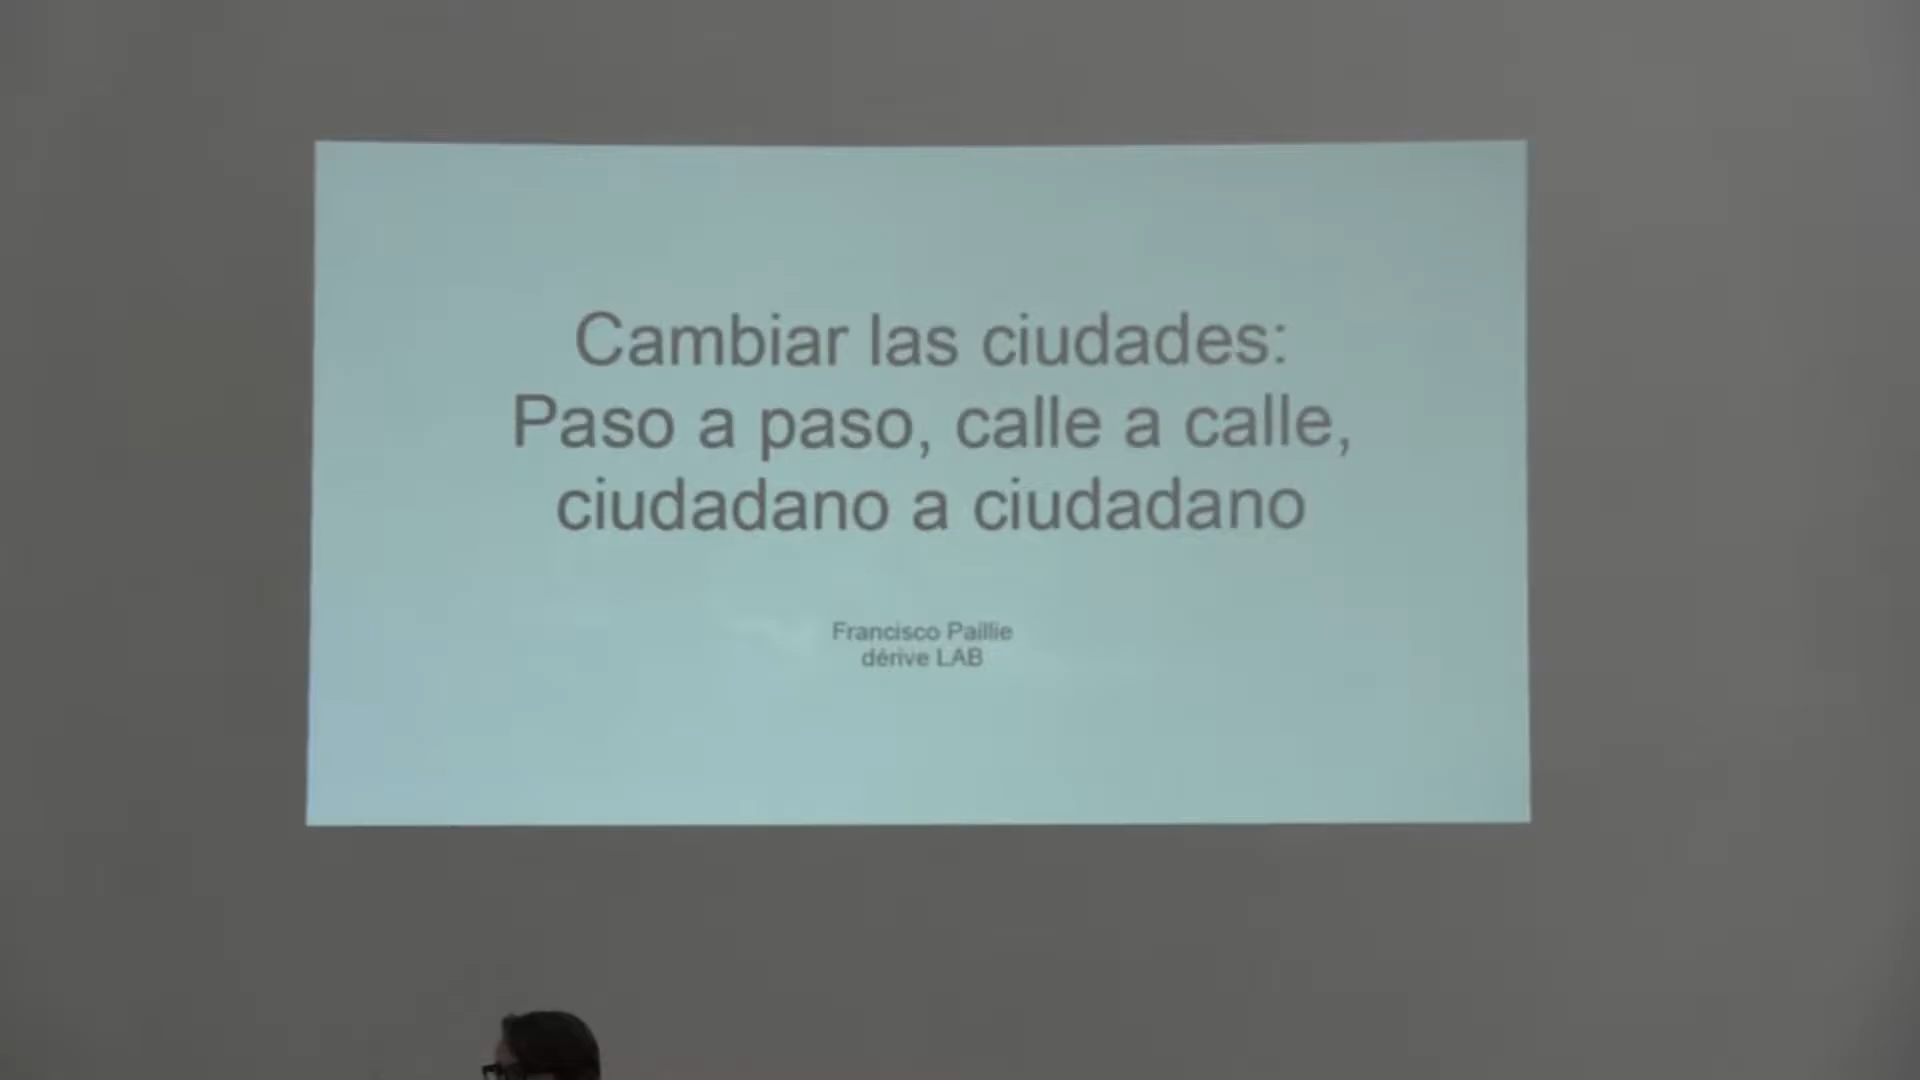 Cambiar las ciudades:
Paso a paso, calle a calle,
ciudadano a ciudadano
Francisco Paillie
dérive LAB